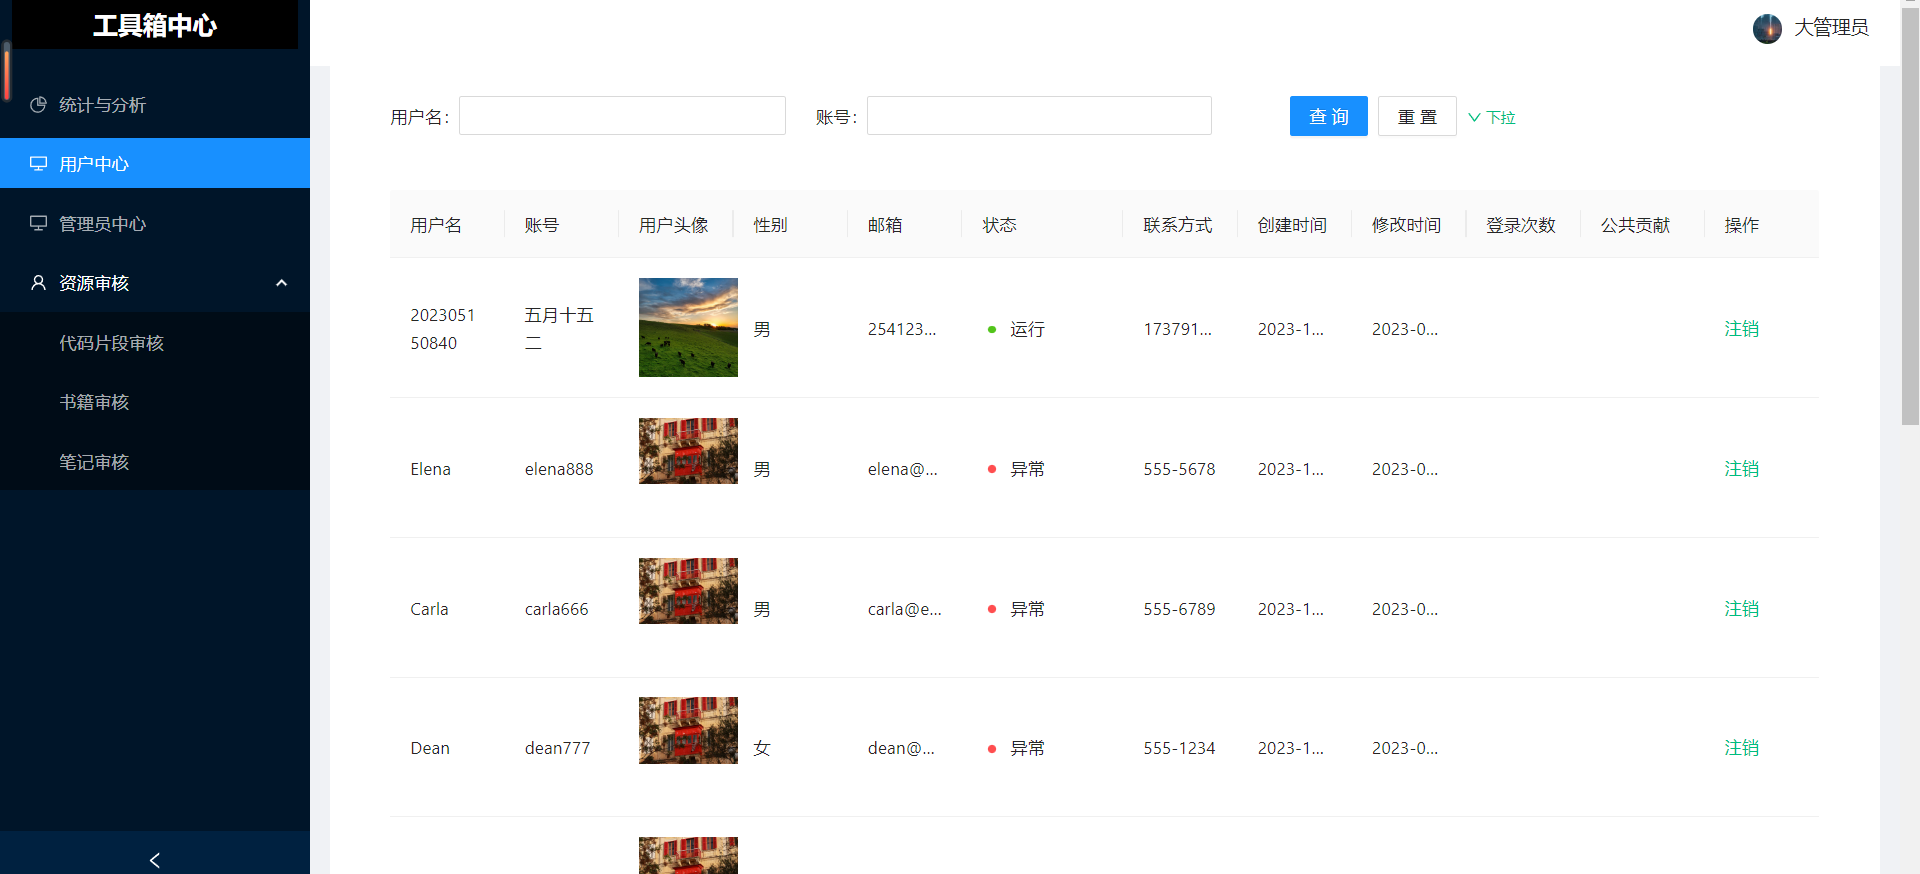 工具箱中心
大管理员
统计与分析
用户中心
管理员中心
资源审核
代码片段审核
书籍审核
笔记审核
用户名: 账号: 查 询 重 置 下拉
用户名 账号 用户头像 性别 邮箱 状态 联系方式 创建时间 修改时间 登录次数 公共贡献 操作
2023051
50840
五月十五
二
男 254123... 运行 173791... 2023-1... 2023-0... 注销
Elena elena888 男 elena@... 异常 555-5678 2023-1... 2023-0... 注销
Carla carla666 男 carla@e... 异常 555-6789 2023-1... 2023-0... 注销
Dean dean777 女 dean@... 异常 555-1234 2023-1... 2023-0... 注销